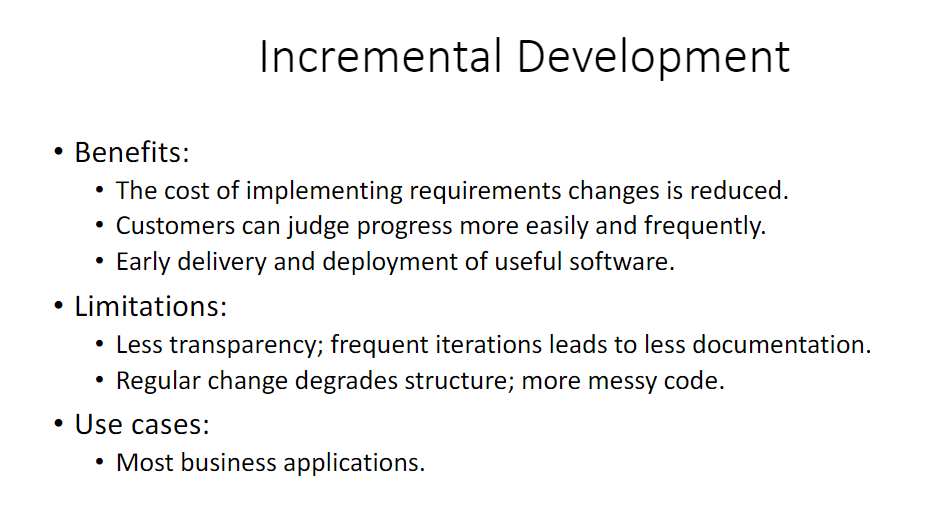 Incremental Development
• Benefits:
• The cost of implementing requirements changes is reduced.
• Customers can judge progress more easily and frequently.
• Early delivery and deployment of useful software.
• Limitations:
• Less transparency; frequent iterations leads to less documentation.
• Regular change degrades structure; more messy code.
• Use cases:
• Most business applications.